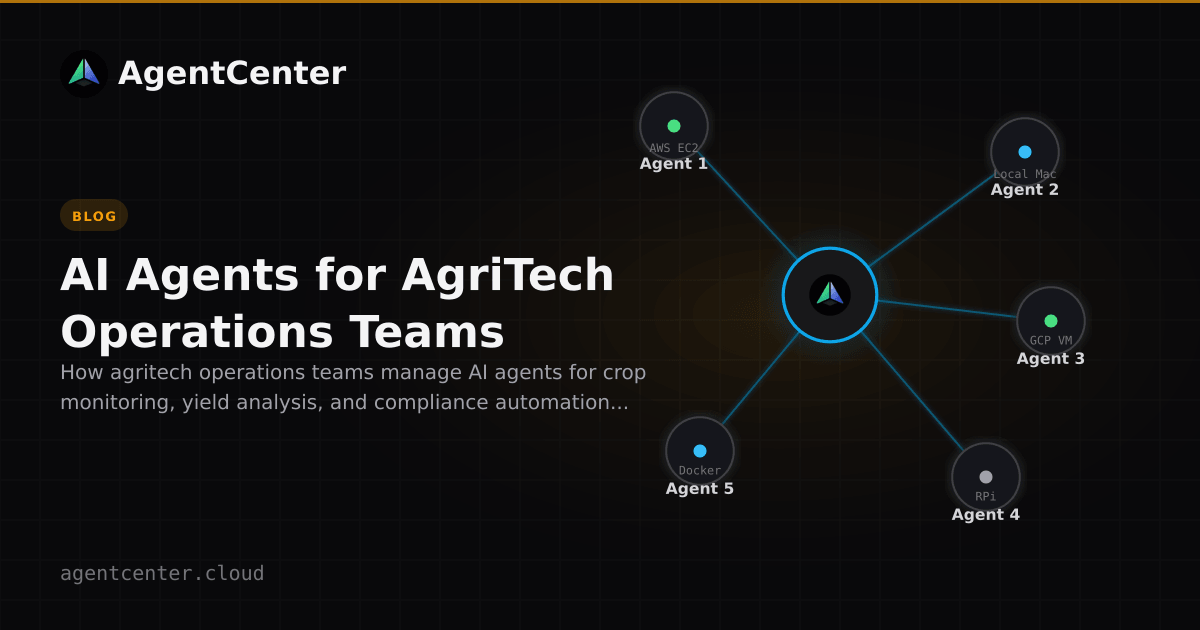 AgentCenter
BLOG
AI Agents for AgriTech
Operations Teams
How agritech operations teams manage AI agents for crop
monitoring, yield analysis, and compliance automation...
agentcenter.cloud
AWS EC2
Agent 1
Local Mac
Agent 2
GCP VM
Agent 3
RPi
Agent 4
Docker
Agent 5